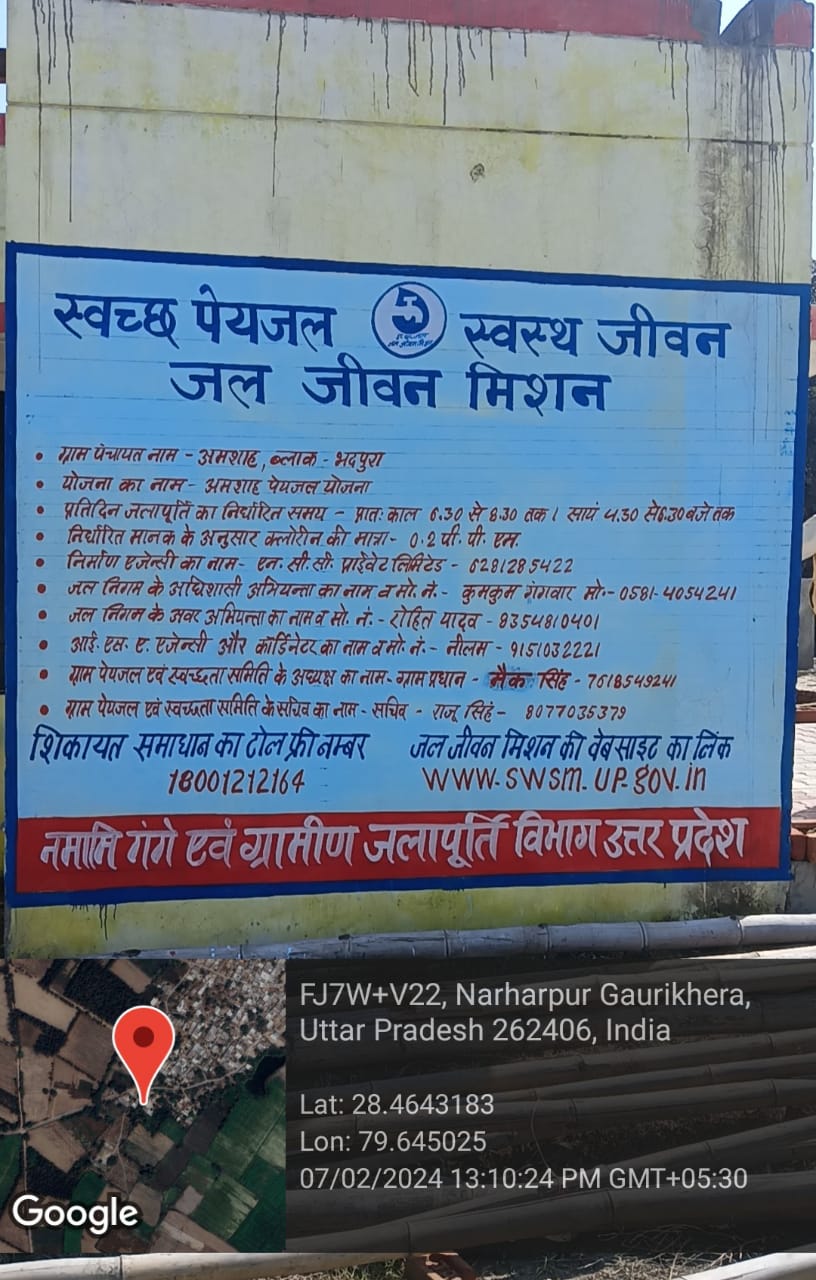 स्वच्छ पेयजल स्वस्थ जीवन
जल जीवन मिशन
• ग्राम पंचायत नाम - अमशाह, ब्लाक - भदपुरा
• योजना का नाम - अमशाह पेयजल योजना
• प्रतिदिन जलापूर्ति का निर्धारित समय - प्रातः काल 6.30 से 8.30 तक। सायं 4.30 से 6.30 बजे तक
• निर्धारित मानक के अनुसार क्लोरीन की मात्रा - 0.2 पी. पी. एम.
• निर्माण एजेन्सी का नाम - एन. सी. सी. प्राईवेट लिमिटेड - 6281285422
• जल निगम के अधिशासी अभियन्ता का नाम व मो. नं. - कुमकुम गंगवार मो. - 0581-4054241
• जल निगम के अवर अभियन्ता का नाम व मो. नं. - रोहित यादव - 8354810401
• आई. एस. ए. एजेन्सी और कॉर्डिनेटर का नाम व मो. नं. - नीलम - 9151032221
• ग्राम पेयजल एवं स्वच्छता समिति के अध्यक्ष का नाम - ग्राम प्रधान - मैक सिंह - 7618549241
• ग्राम पेयजल एवं स्वच्छता समिति के सचिव का नाम - सचिव - राजू सिंह - 8077035379
शिकायत समाधान का टोल फ्री नम्बर जल जीवन मिशन की वेबसाइट का लिंक
18001212164 www.swsm.up.gov.in
नमामि गंगे एवं ग्रामीण जलापूर्ति विभाग उत्तर प्रदेश
FJ7W+V22, Narharpur Gaurikhera,
Uttar Pradesh 262406, India
Lat: 28.4643183
Lon: 79.645025
07/02/2024 13:10:24 PM GMT+05:30
Google